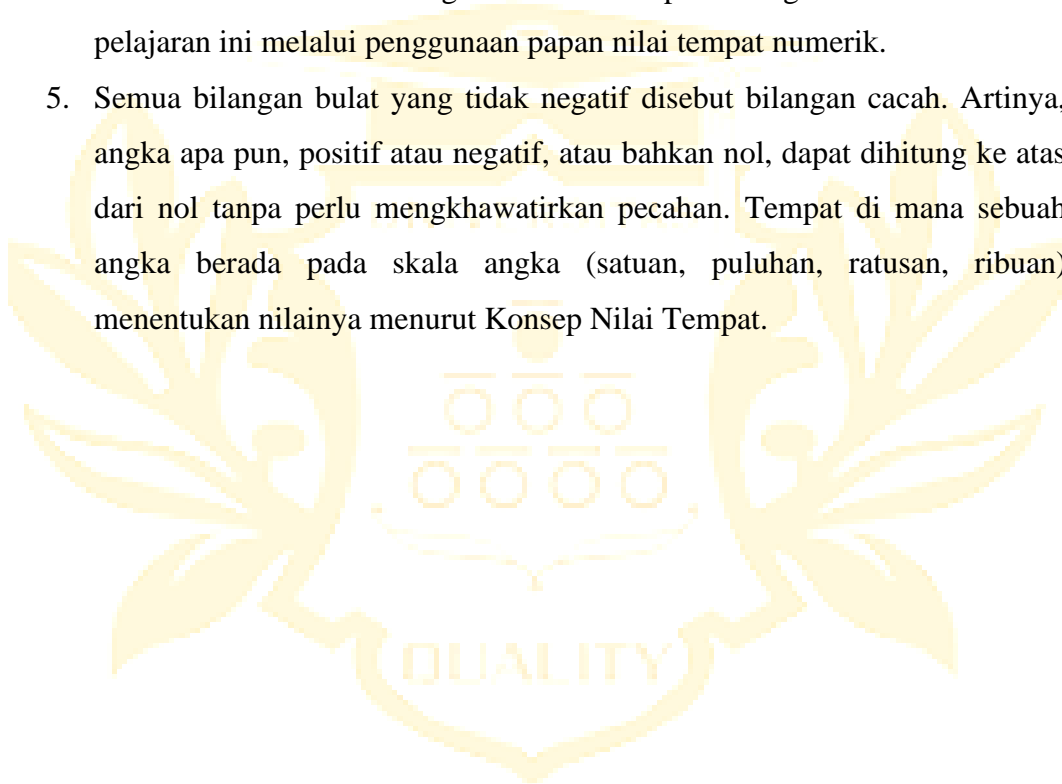 pelajaran ini melalui penggunaan papan nilai tempat numerik.
5. Semua bilangan bulat yang tidak negatif disebut bilangan cacah. Artinya,
angka apa pun, positif atau negatif, atau bahkan nol, dapat dihitung ke atas
dari nol tanpa perlu mengkhawatirkan pecahan. Tempat di mana sebuah
angka berada pada skala angka (satuan, puluhan, ratusan, ribuan)
menentukan nilainya menurut Konsep Nilai Tempat.
QUALITY